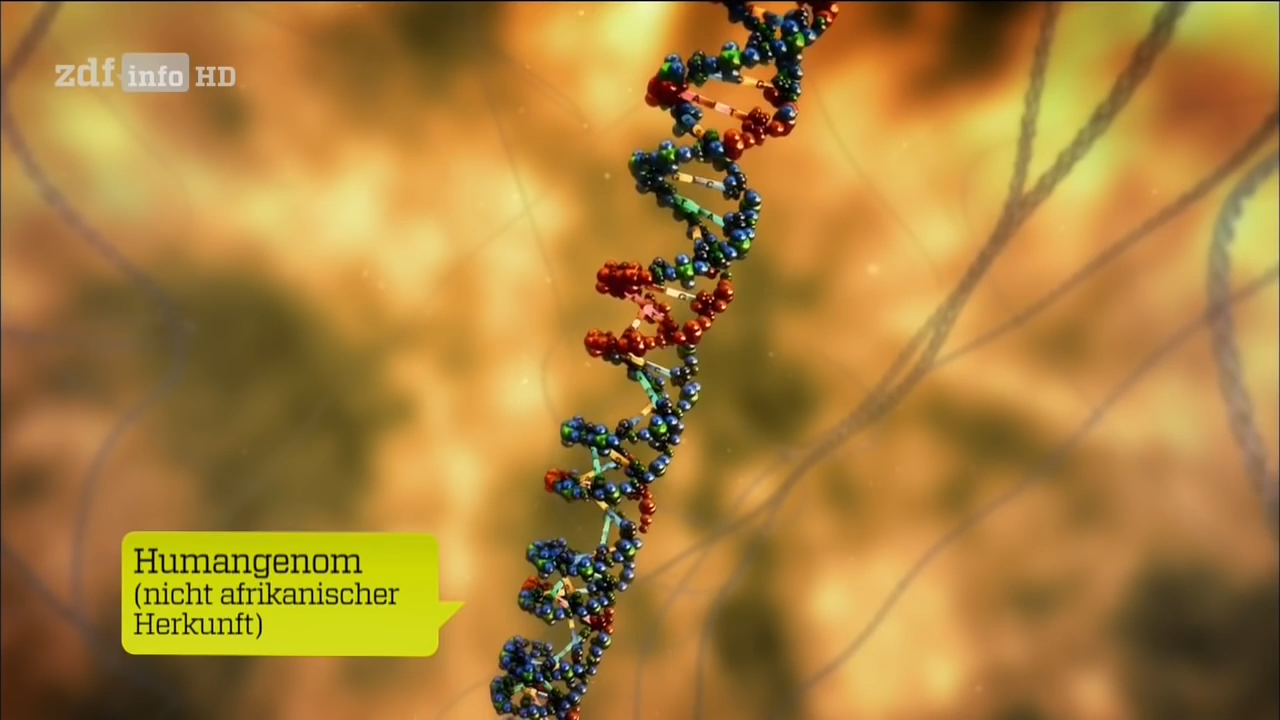 zdf info HD
Humangenom
(nicht afrikanischer
Herkunft)